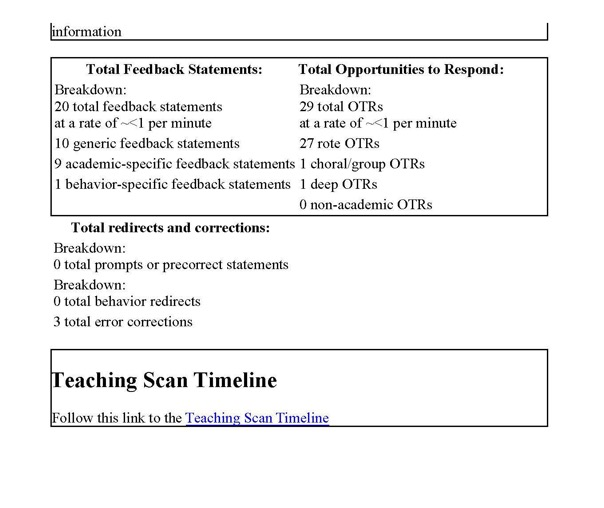 information
Total Feedback Statements:
Breakdown:
20 total feedback statements
at a rate of ~<1 per minute
10 generic feedback statements
9 academic-specific feedback statements
1 behavior-specific feedback statements
Total Opportunities to Respond:
Breakdown:
29 total OTRs
at a rate of ~<1 per minute
27 rote OTRs
1 choral/group OTRs
1 deep OTRs
0 non-academic OTRs
Total redirects and corrections:
Breakdown:
0 total prompts or precorrect statements
Breakdown:
0 total behavior redirects
3 total error corrections
Teaching Scan Timeline
Follow this link to the Teaching Scan Timeline